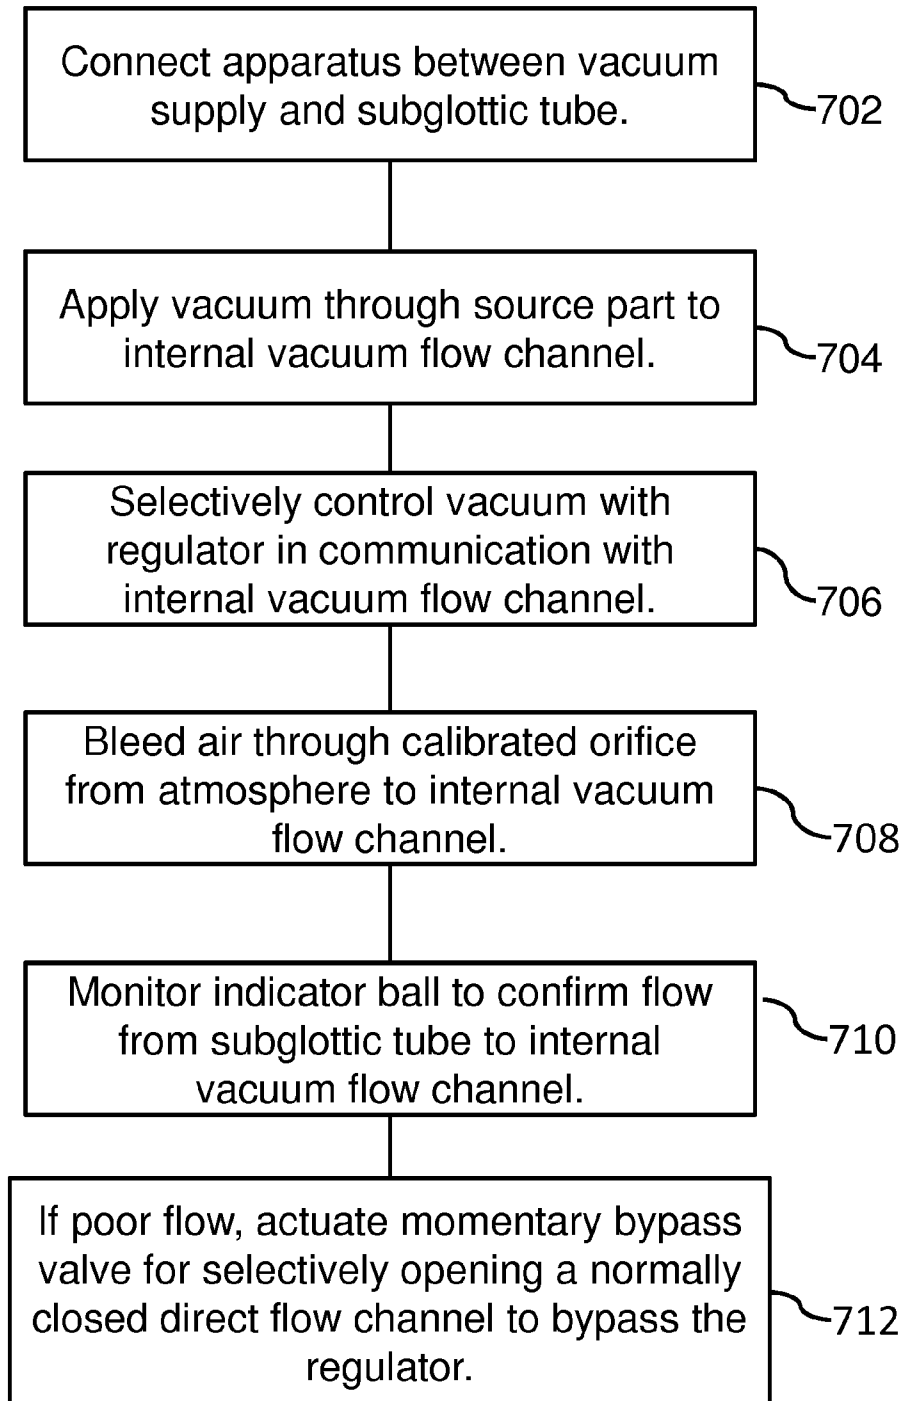 Connect apparatus between vacuum
supply and subglottic tube.
702
Apply vacuum through source part to
internal vacuum flow channel.
704
Selectively control vacuum with
regulator in communication with
internal vacuum flow channel.
706
Bleed air through calibrated orifice
from atmosphere to internal vacuum
flow channel.
708
Monitor indicator ball to confirm flow
from subglottic tube to internal
vacuum flow channel.
710
If poor flow, actuate momentary bypass
valve for selectively opening a normally
closed direct flow channel to bypass the
regulator.
712